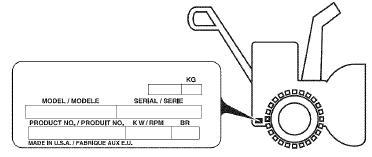 KG
MODEL / MODELE SERIAL / SERIE
PRODUCT NO. / PRODUIT NO. K W / RPM BR
MADE IN U.S.A. / FABRIQUE AUX E.U.